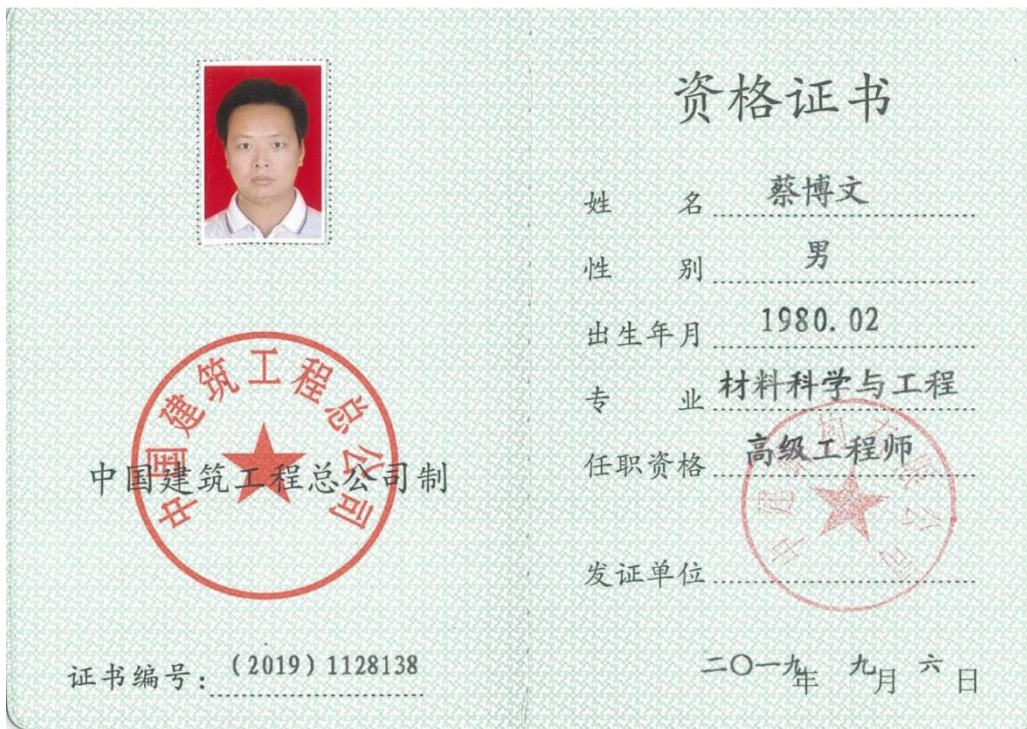 中国建筑工程总公司
中国建筑工程总公司制
证书编号：(2019)1128138
资格证书
姓 名 蔡博文
性 别 男
出生年月 1980.02
专 业 材料科学与工程
任职资格 高级工程师
发证单位
二〇一九年 九月 六日